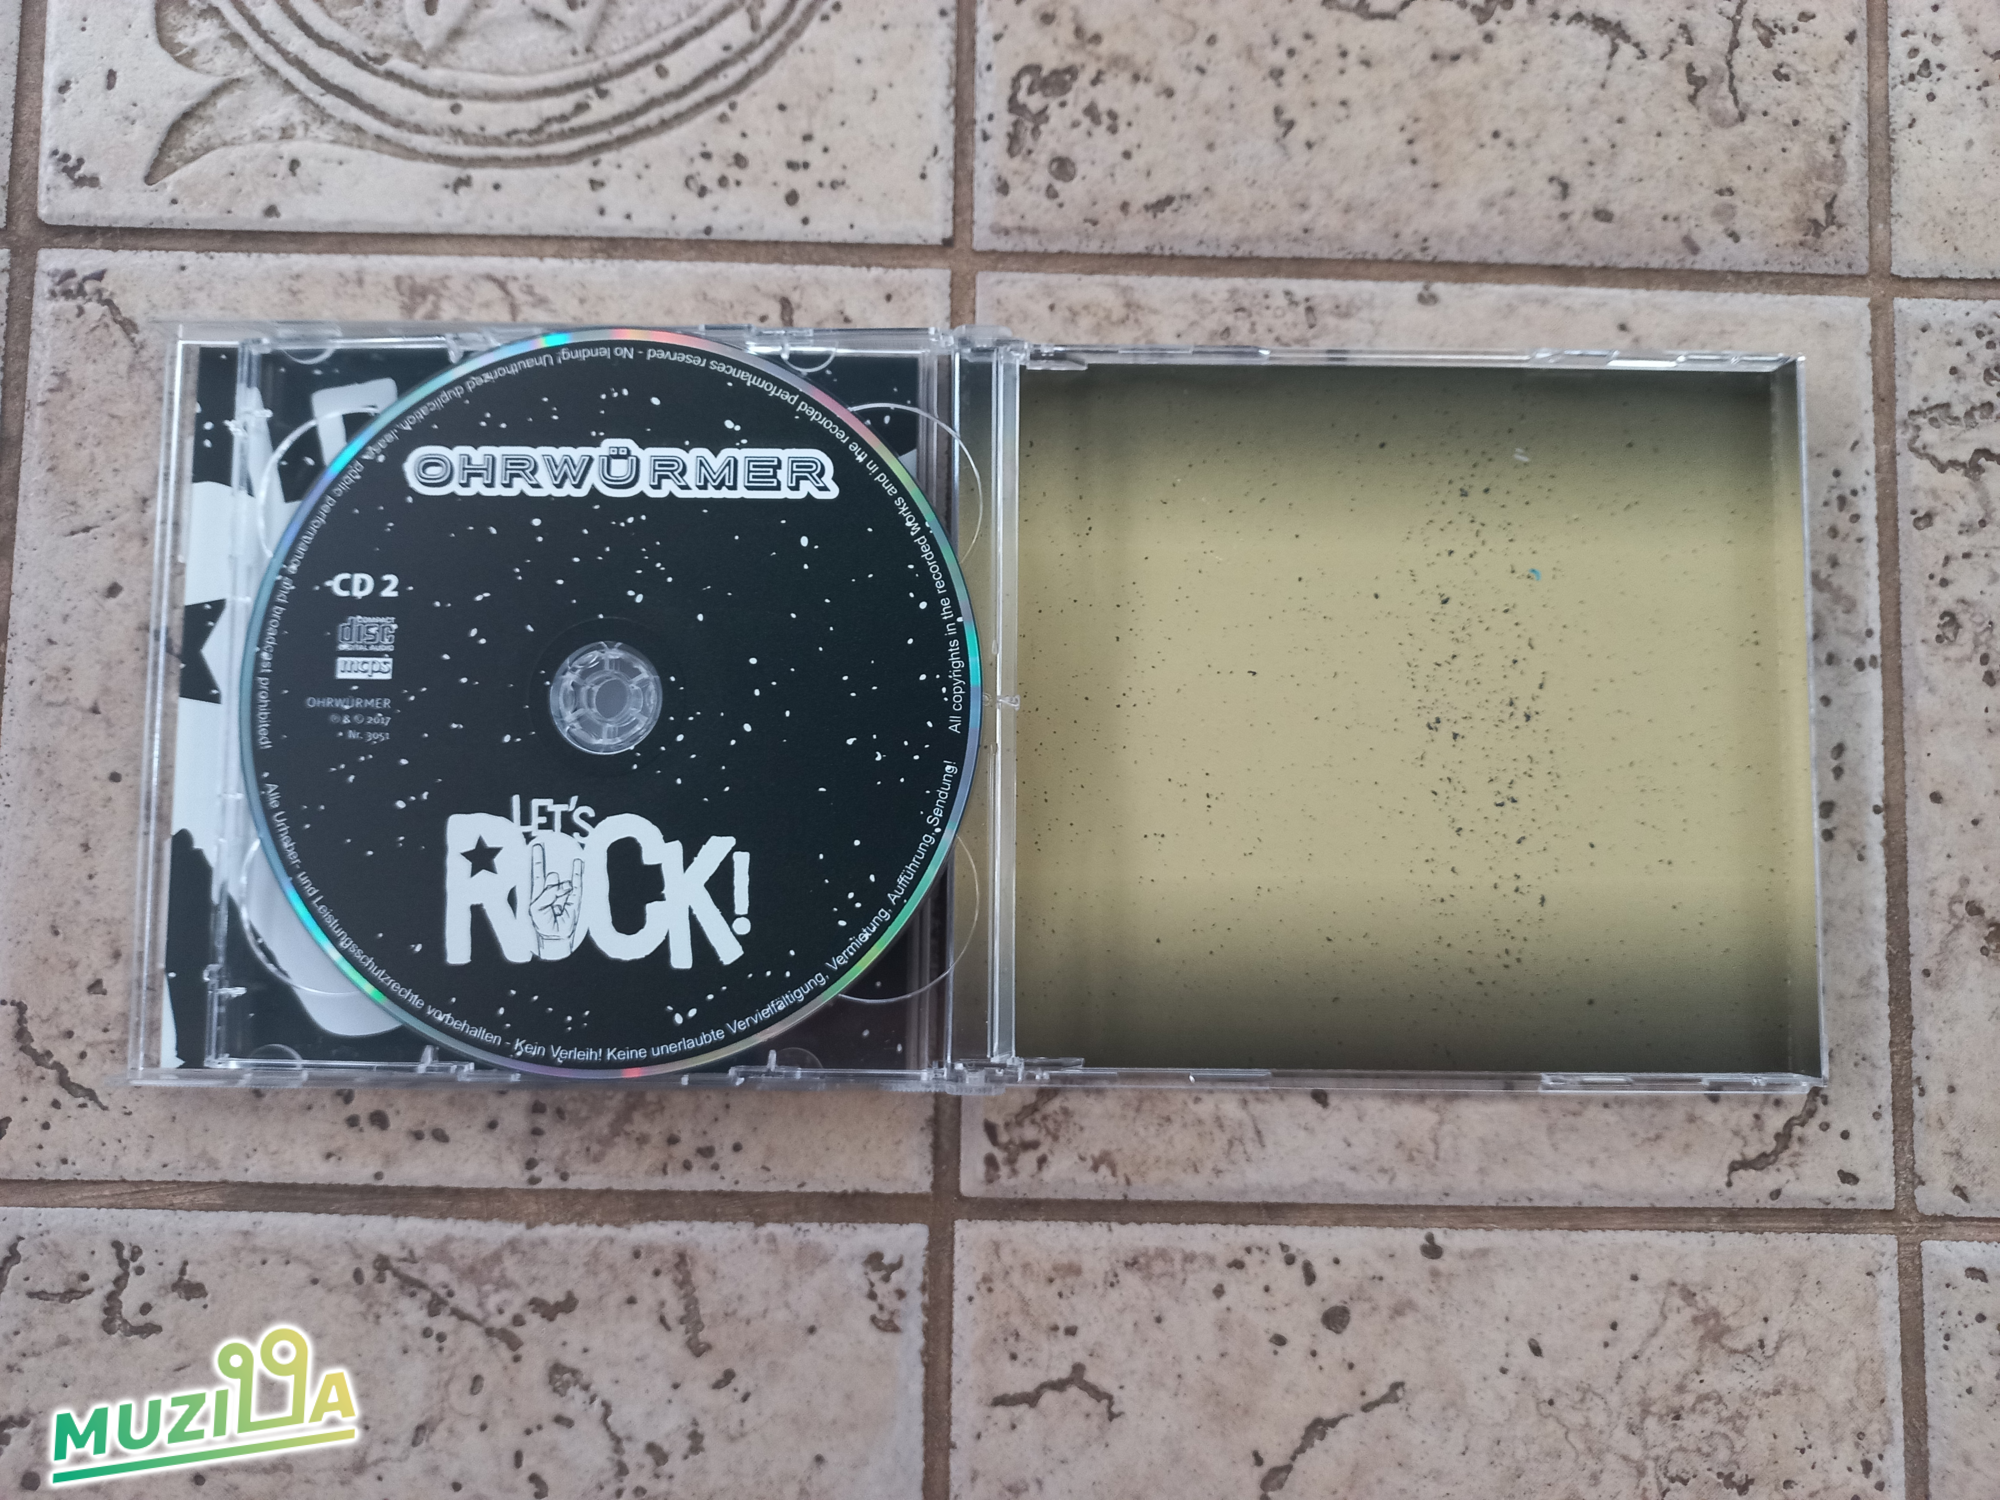 OHRWÜRMER
CD 2
COMPACT
disc
DIGITAL AUDIO
mcps
OHRWÜRMER
℗ & © 2017
Nr. 3051
LET'S
ROCK!
Alle Urheber- und Leistungsschutzrechte vorbehalten - Kein Verleih! Keine unerlaubte Vervielfältigung, Vermietung, Aufführung, Sendung!
All copyrights in the recorded works and in the recorded performances reserved - No lending! Unauthorized duplication, lease, public performance and broadcast prohibited!
MUZILLA